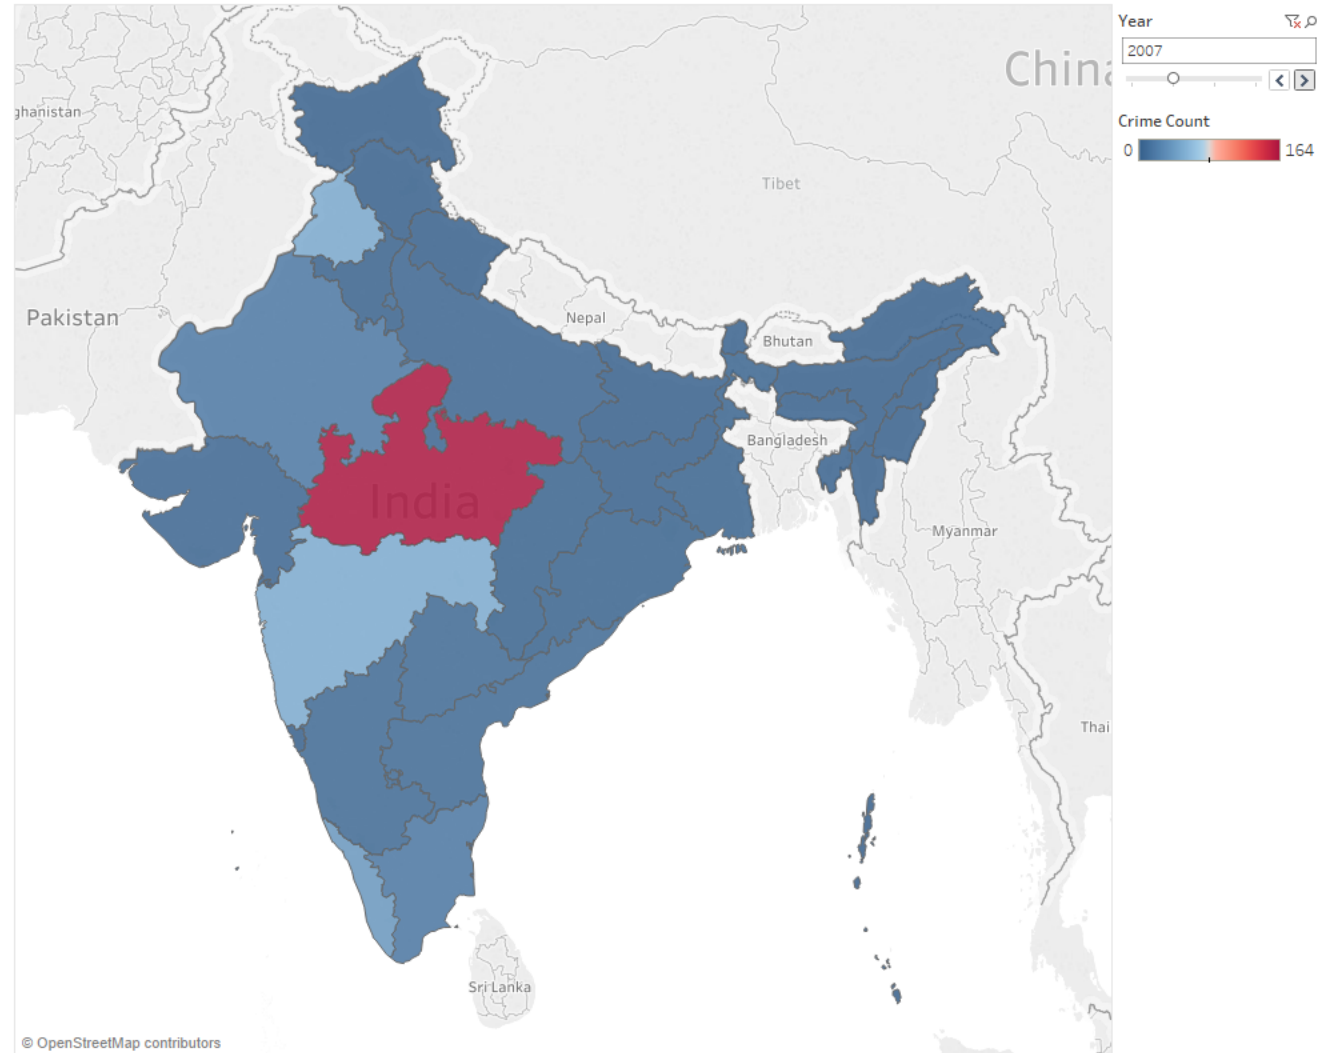 China
Year
2007
ghanistan
Crime Count
0
164
Tibet
Pakistan
Nepal
Bhutan
Bangladesh
India
Myanmar
Thai
Sri Lanka
© OpenStreetMap contributors